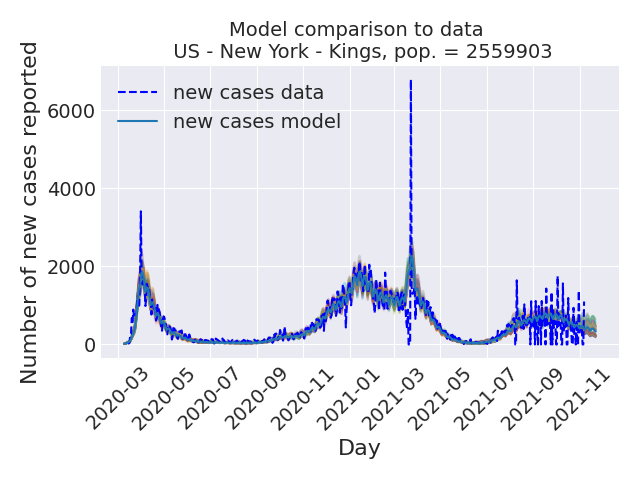 Model comparison to data
US - New York - Kings, pop. = 2559903
Number of new cases reported
6000
4000
2000
0
new cases data
new cases model
2020-03
2020-05
2020-07
2020-09
2020-11
2021-01
2021-03
2021-05
2021-07
2021-09
2021-11
Day